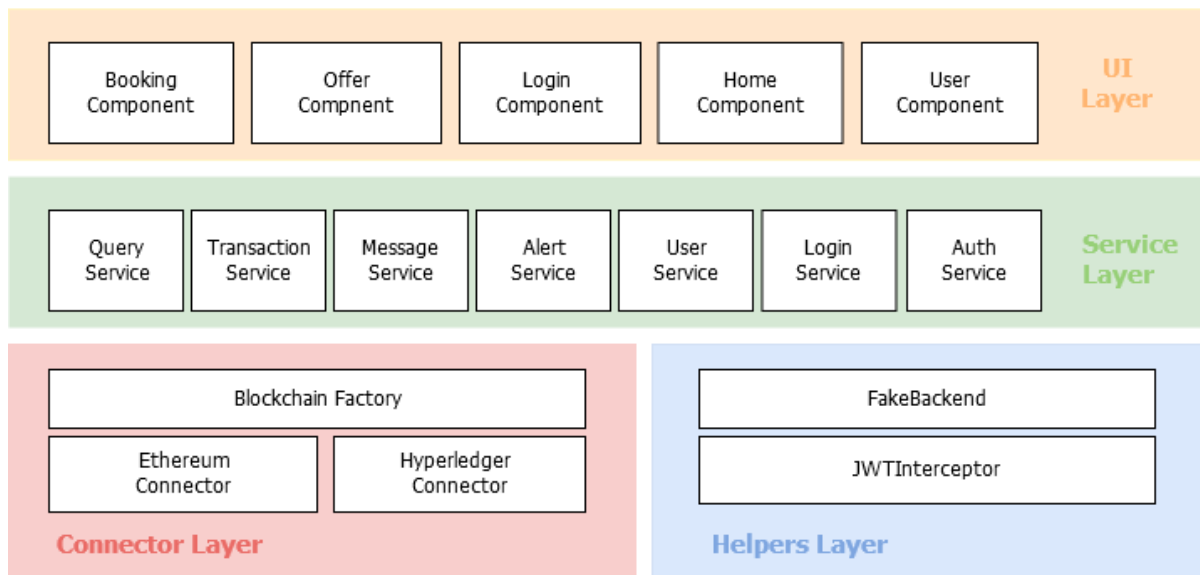 Booking
Component
Offer
Compnent
Login
Component
Home
Component
User
Component
UI
Layer
Query
Service
Transaction
Service
Message
Service
Alert
Service
User
Service
Login
Service
Auth
Service
Service
Layer
Blockchain Factory
Ethereum
Connector
Hyperledger
Connector
Connector Layer
FakeBackend
JWTInterceptor
Helpers Layer